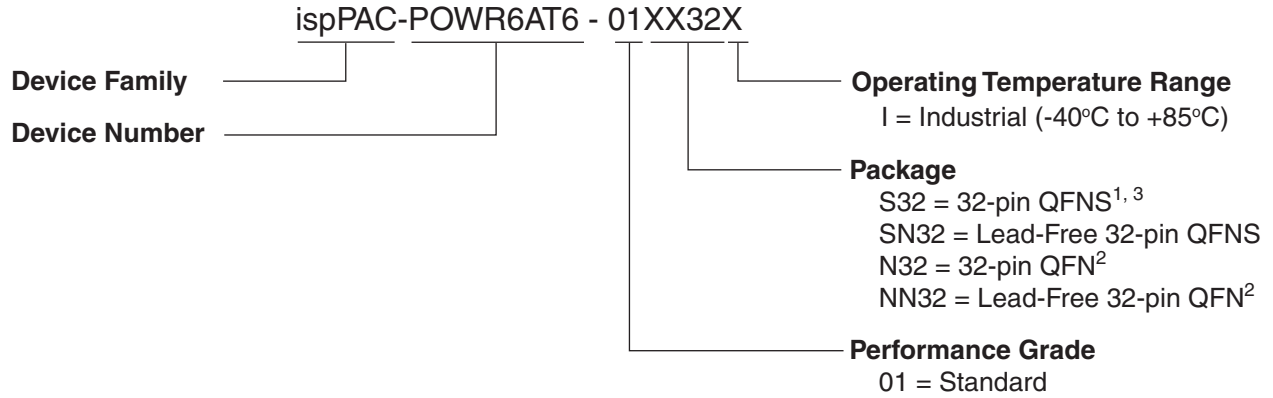 ispPAC-POWR6AT6 - 01XX32X
Device Family
Device Number
Operating Temperature Range
I = Industrial (-40°C to +85°C)
Package
S32 = 32-pin QFNS1, 3
SN32 = Lead-Free 32-pin QFNS
N32 = 32-pin QFN2
NN32 = Lead-Free 32-pin QFN2
Performance Grade
01 = Standard